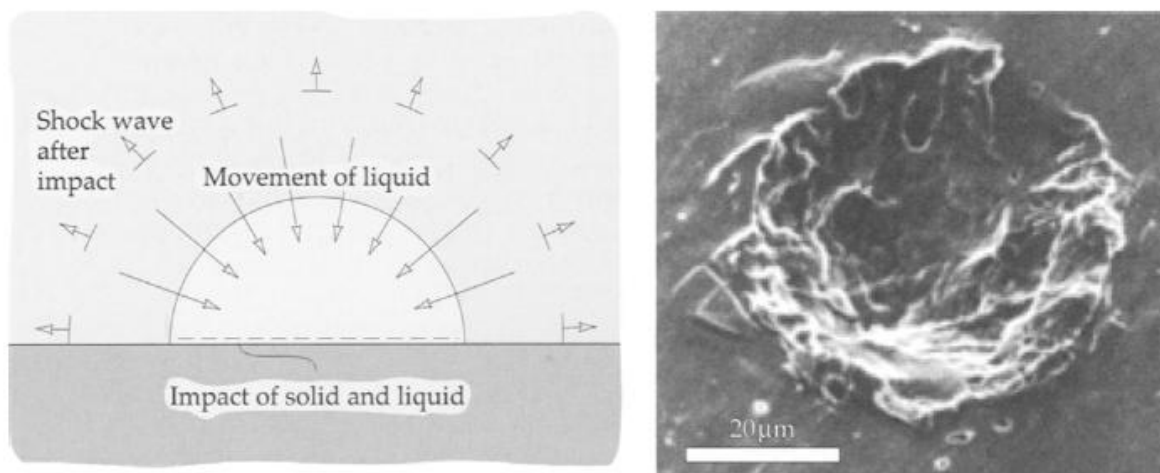 Shock wave
after
impact
Movement of liquid
Impact of solid and liquid
20µm